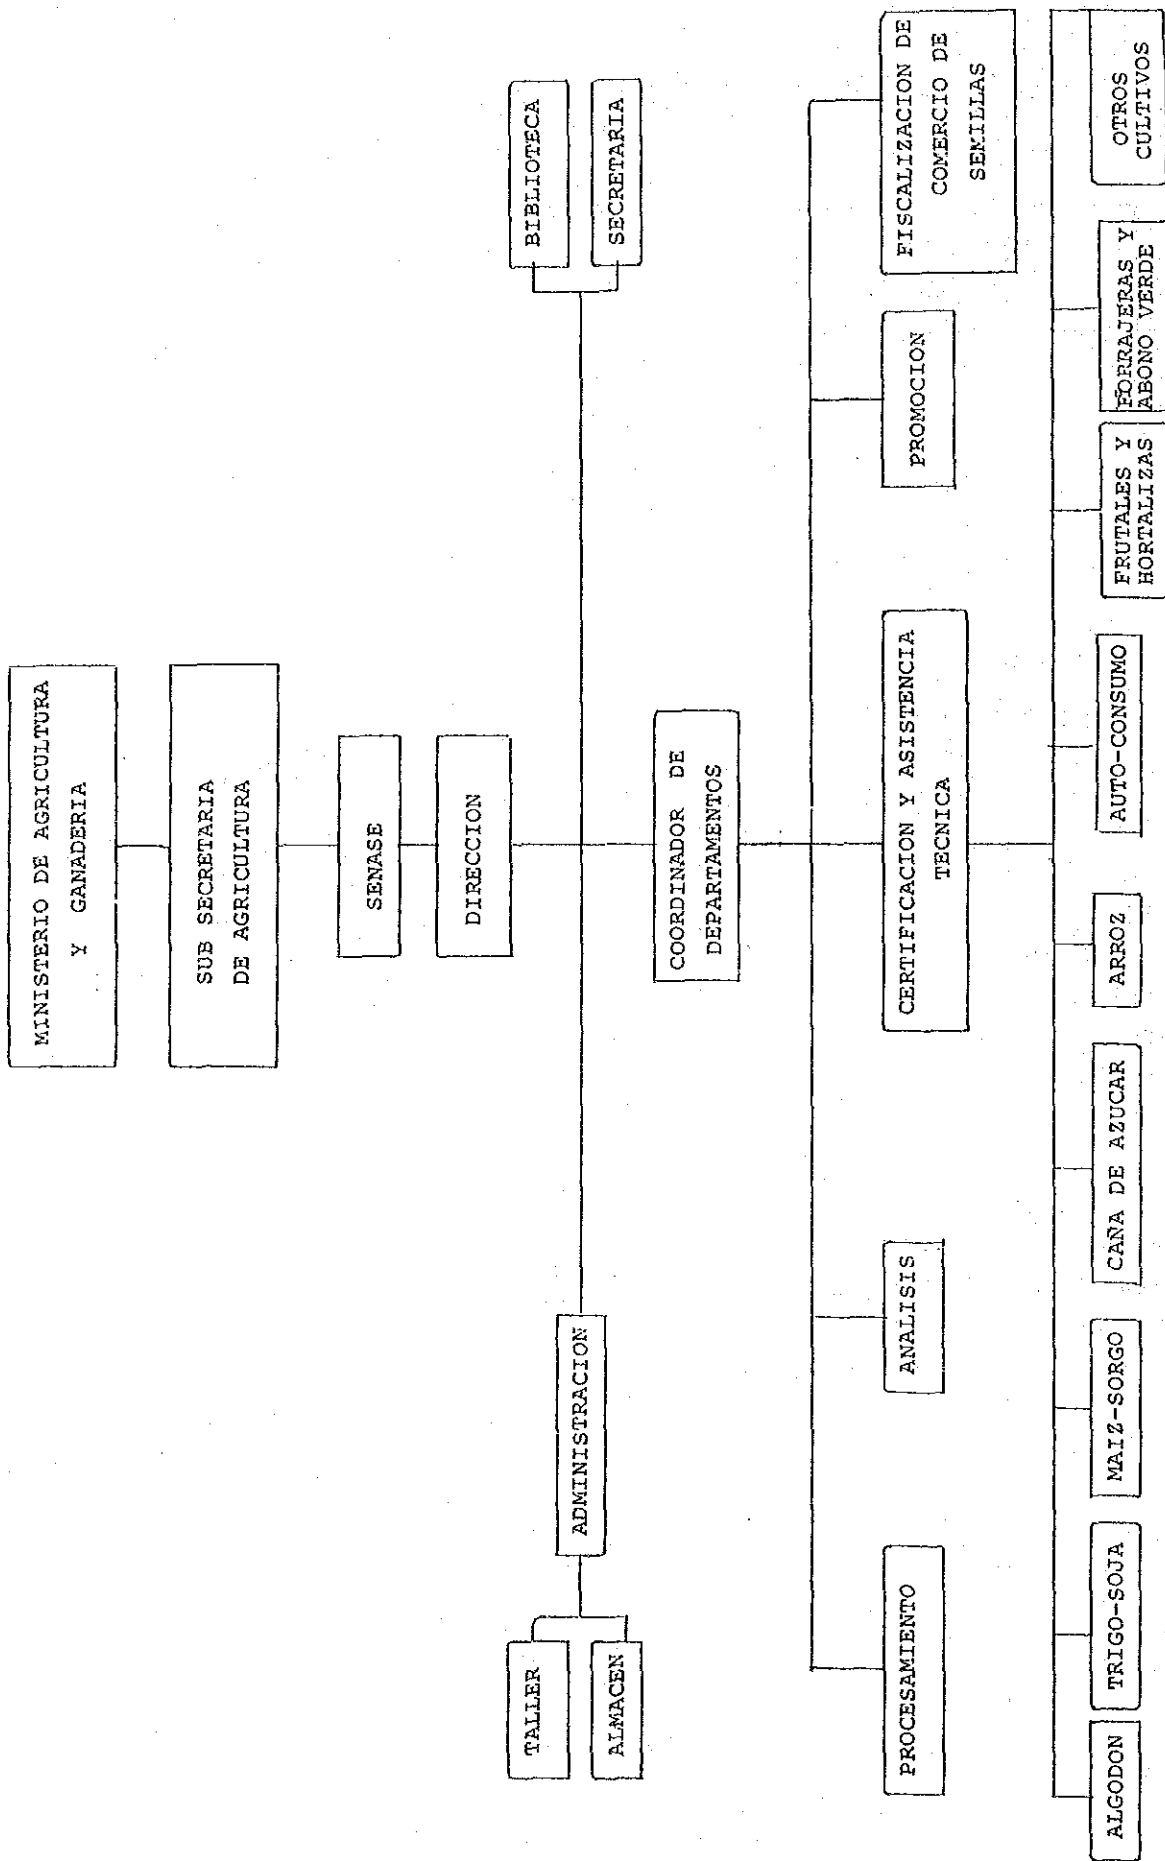 MINISTERIO DE AGRICULTURA
Y GANADERIA
SUB SECRETARIA
DE AGRICULTURA
SENASE
DIRECCION
TALLER
ALMACEN
ADMINISTRACION
BIBLIOTECA
SECRETARIA
COORDINADOR DE
DEPARTAMENTOS
PROCESAMIENTO
ANALISIS
CERTIFICACION Y ASISTENCIA
TECNICA
PROMOCION
FISCALIZACION DE
COMERCIO DE
SEMILLAS
ALGODON
TRIGO-SOJA
MAIZ-SORGO
CAÑA DE AZUCAR
ARROZ
AUTO-CONSUMO
FRUTALES Y
HORTALIZAS
FORRAJERAS Y
ABONO VERDE
OTROS
CULTIVOS